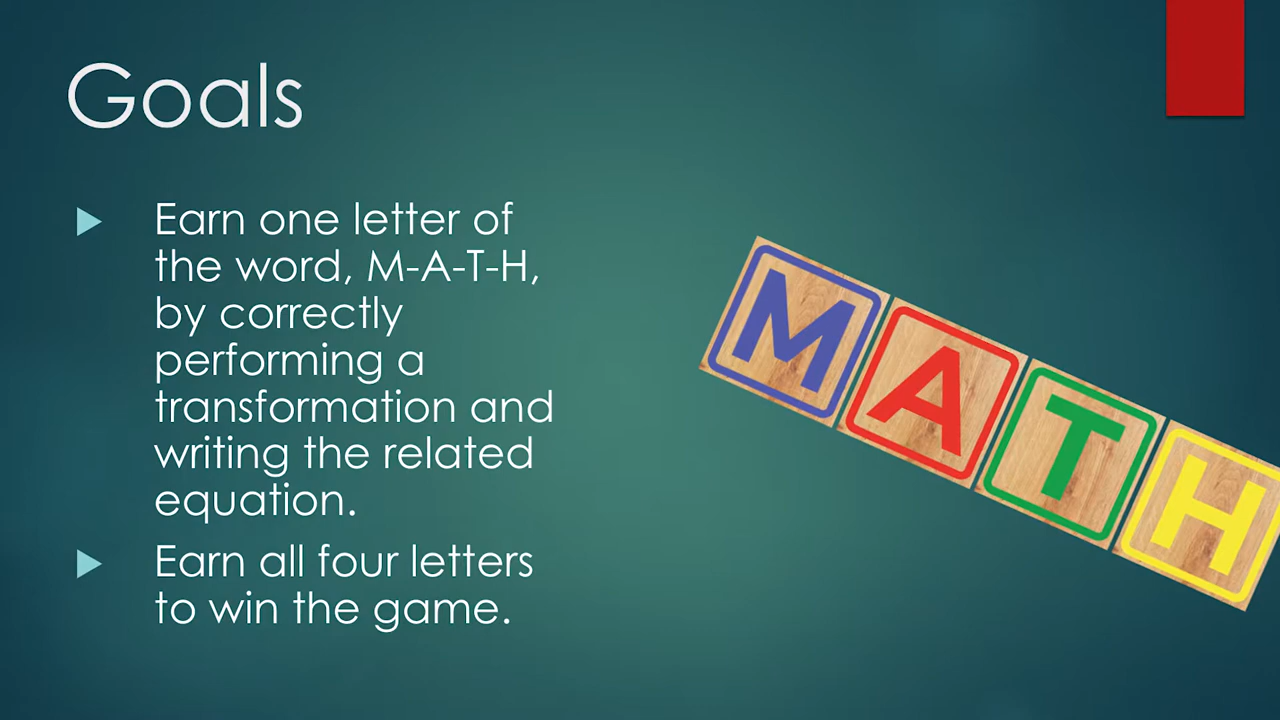 Goals
Earn one letter of
the word, M-A-T-H,
by correctly
performing a
transformation and
writing the related
equation.
Earn all four letters
to win the game.
MATH